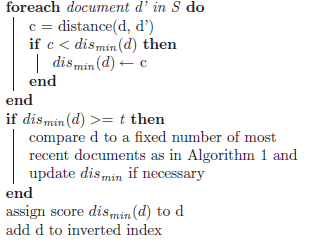 foreach document d' in S do
c = distance(d, d')
if c < dis_min(d) then
dis_min(d) ← c
end
end
if dis_min(d) >= t then
compare d to a fixed number of most
recent documents as in Algorithm 1 and
update dis_min if necessary
end
assign score dis_min(d) to d
add d to inverted index